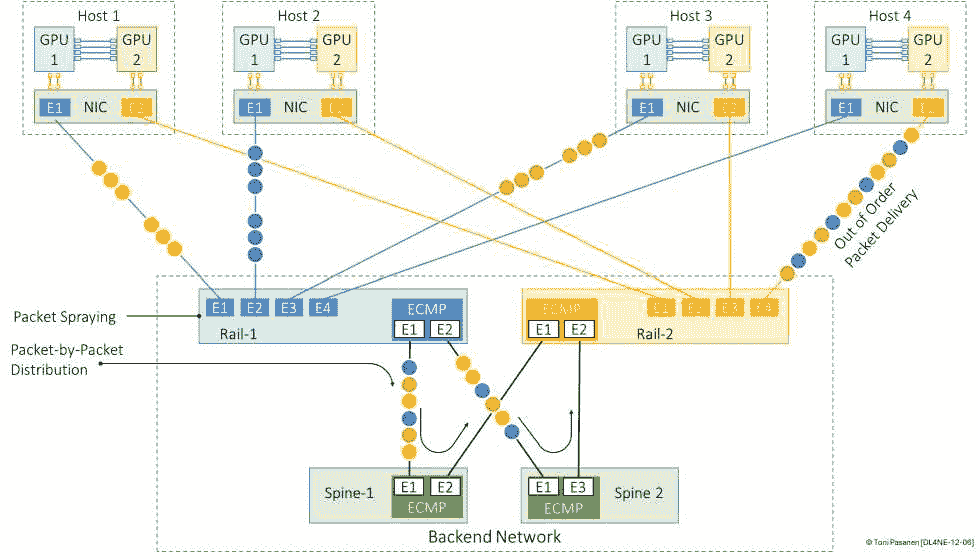 Host 1
Host 2
Host 3
Host 4
GPU
1
GPU
2
GPU
1
GPU
2
GPU
1
GPU
2
GPU
1
GPU
2
E1
NIC
E1
NIC
E1
NIC
E1
NIC
Out of Order
Packet Delivery
E1
E2
E3
E4
ECMP
E1
E2
Rail-1
ECMP
E1
E2
Rail-2
Packet Spraying
Packet-by-Packet
Distribution
Spine-1
E1
E2
ECMP
E1
E3
ECMP
Spine 2
Backend Network
© Toni Pasanen [DL4NE-12-06]